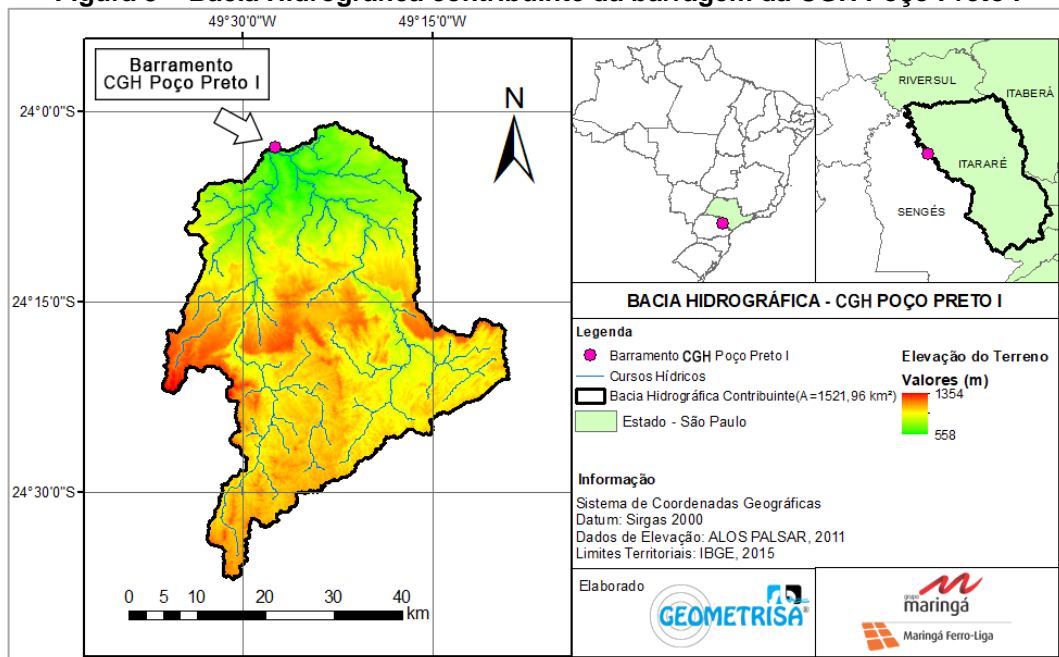 49°30'0"W
49°15'0"W
Barramento
CGH Poço Preto I
N
24°0'0"S
24°15'0"S
24°30'0"S
0 5 10 20 30 40
km
RIVERSUL
ITABERÁ
ITARARÉ
SENGÉS
BACIA HIDROGRÁFICA - CGH POÇO PRETO I
Legenda
Barramento CGH Poço Preto I
Cursos Hídricos
Bacia Hidrográfica Contribuinte(A=1521,96 km²)
Estado - São Paulo
Elevação do Terreno
Valores (m)
1354
558
Informação
Sistema de Coordenadas Geográficas
Datum: Sirgas 2000
Dados de Elevação: ALOS PALSAR, 2011
Limites Territoriais: IBGE, 2015
Elaborado
GEOMETRISA®
grupo
maringá
Maringá Ferro-Liga